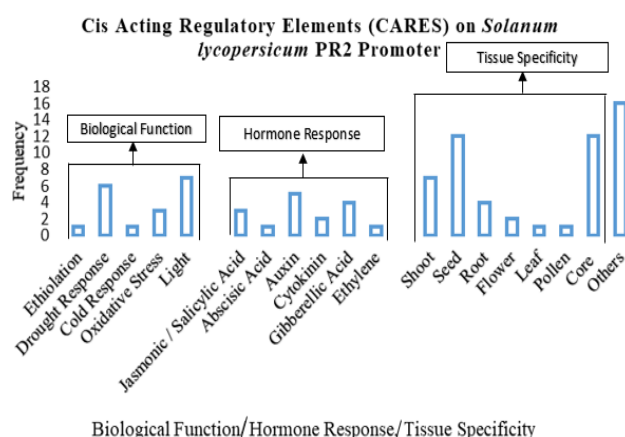 Cis Acting Regulatory Elements (CARES) on Solanum
lycopersicum PR2 Promoter
Tissue Specificity
Biological Function
Hormone Response
Frequency
18
16
14
12
10
8
6
4
2
0
Ethiolation
Drought Response
Cold Response
Oxidative Stress
Light
Jasmonic / Salicylic Acid
Abscisic Acid
Auxin
Cytokinin
Gibberellic Acid
Ethylene
Shoot
Seed
Root
Flower
Leaf
Pollen
Core
Others
Biological Function/Hormone Response/Tissue Specificity